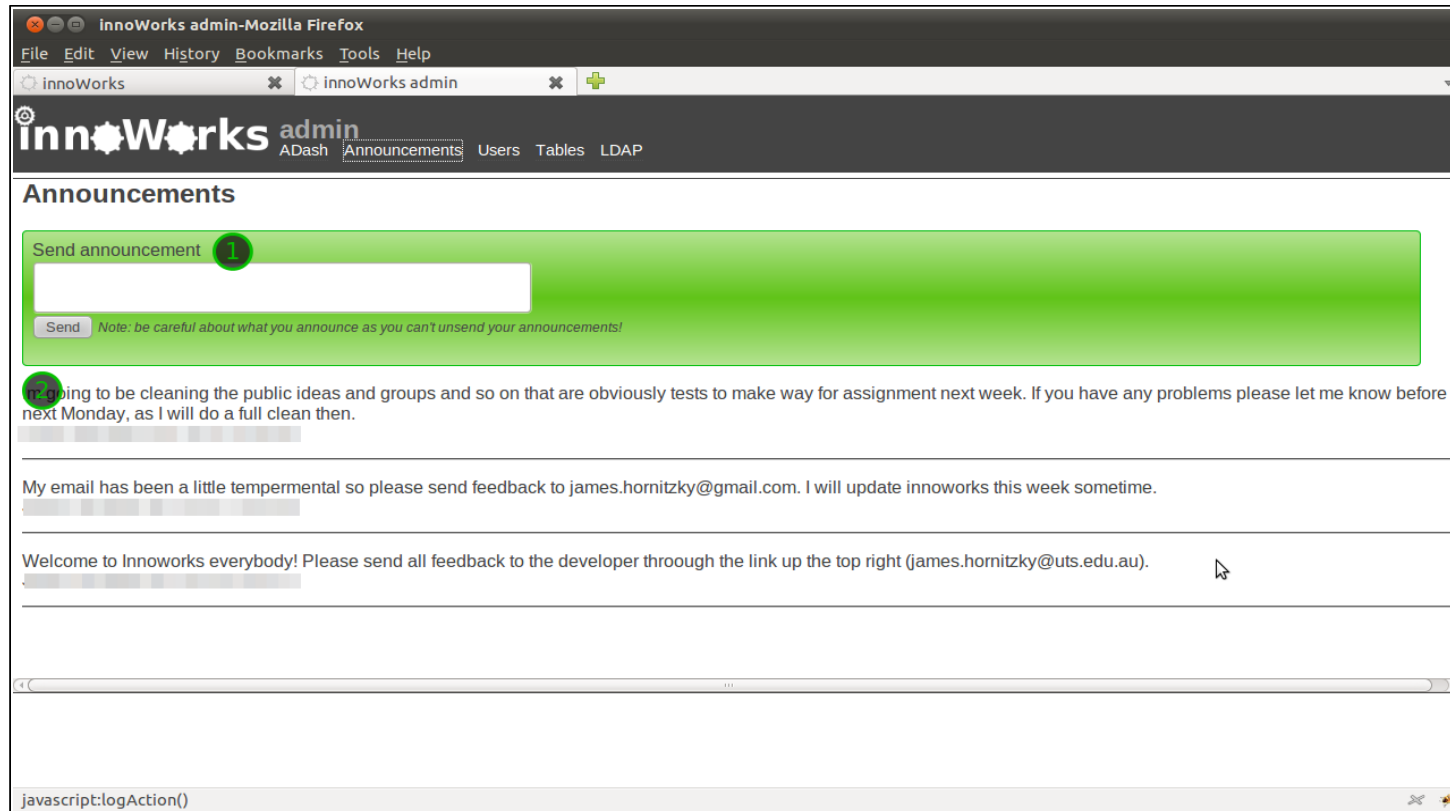 innoWorks admin-Mozilla Firefox
File Edit View History Bookmarks Tools Help
innoWorks innoWorks admin
innoWorks admin
ADash Announcements Users Tables LDAP
Announcements
Send announcement 1
Send Note: be careful about what you announce as you can't unsend your announcements!
2
going to be cleaning the public ideas and groups and so on that are obviously tests to make way for assignment next week. If you have any problems please let me know before
next Monday, as I will do a full clean then.
My email has been a little tempermental so please send feedback to james.hornitzky@gmail.com. I will update innoworks this week sometime.
Welcome to Innoworks everybody! Please send all feedback to the developer throough the link up the top right (james.hornitzky@uts.edu.au).
javascript:logAction()